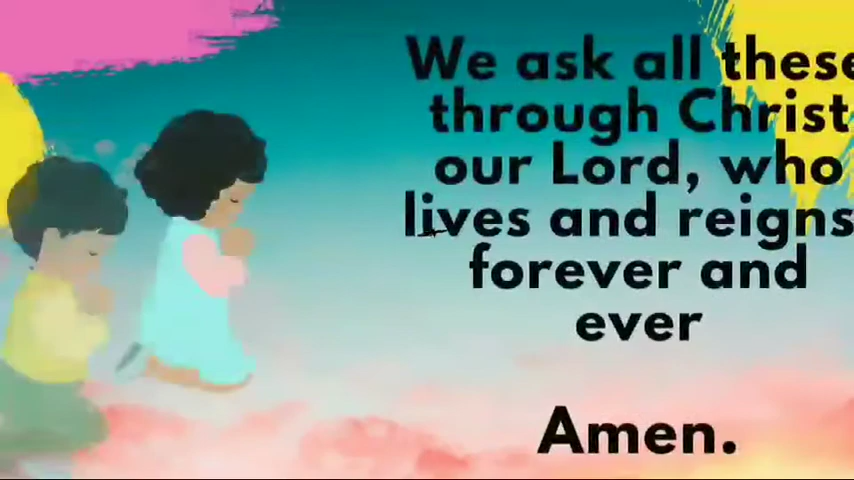 We ask all these
through Christ
our Lord, who
lives and reigns
forever and
ever
Amen.